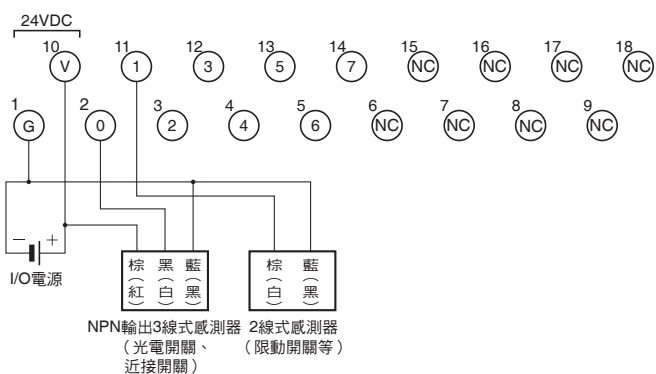 24VDC
10 11 12 13 14 15 16 17 18
V 1 3 5 7 NC NC NC NC
1 2 3 4 5 6 7 8 9
G 0 2 4 6 NC NC NC NC
－ ＋
I/O電源
棕（紅） 黑（白） 藍（黑）
棕（白） 藍（黑）
NPN輸出3線式感測器
（光電開關、
近接開關）
2線式感測器
（限動開關等）